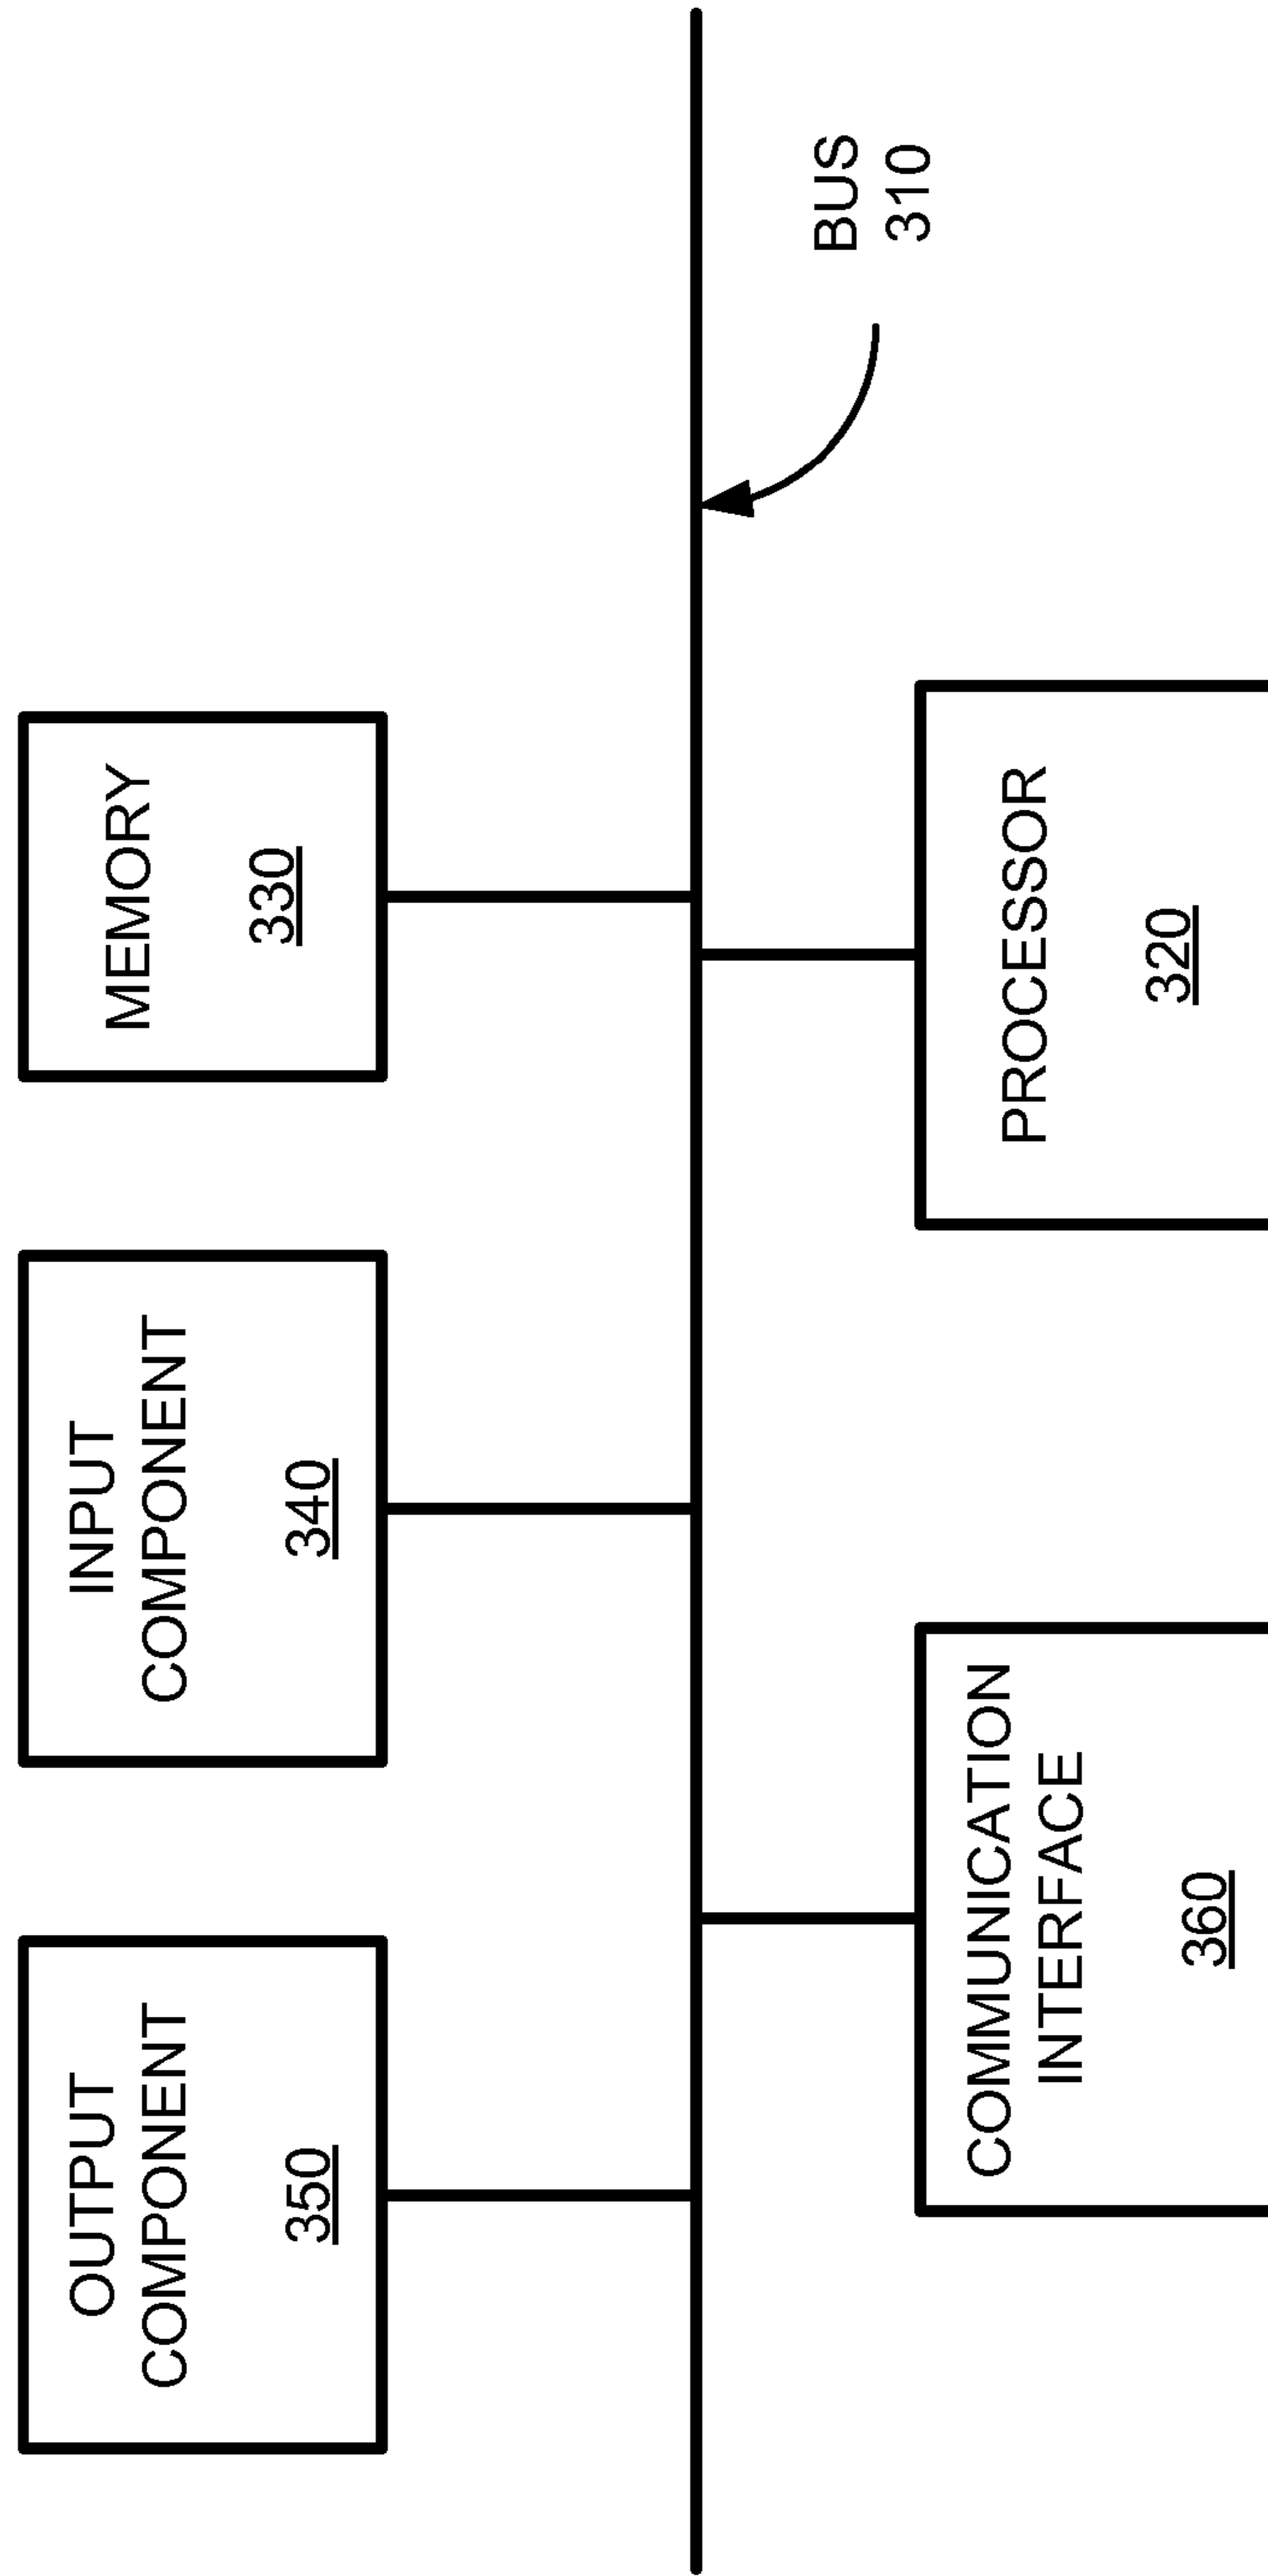 OUTPUT
COMPONENT
350
INPUT
COMPONENT
340
MEMORY
330
COMMUNICATION
INTERFACE
360
PROCESSOR
320
BUS
310